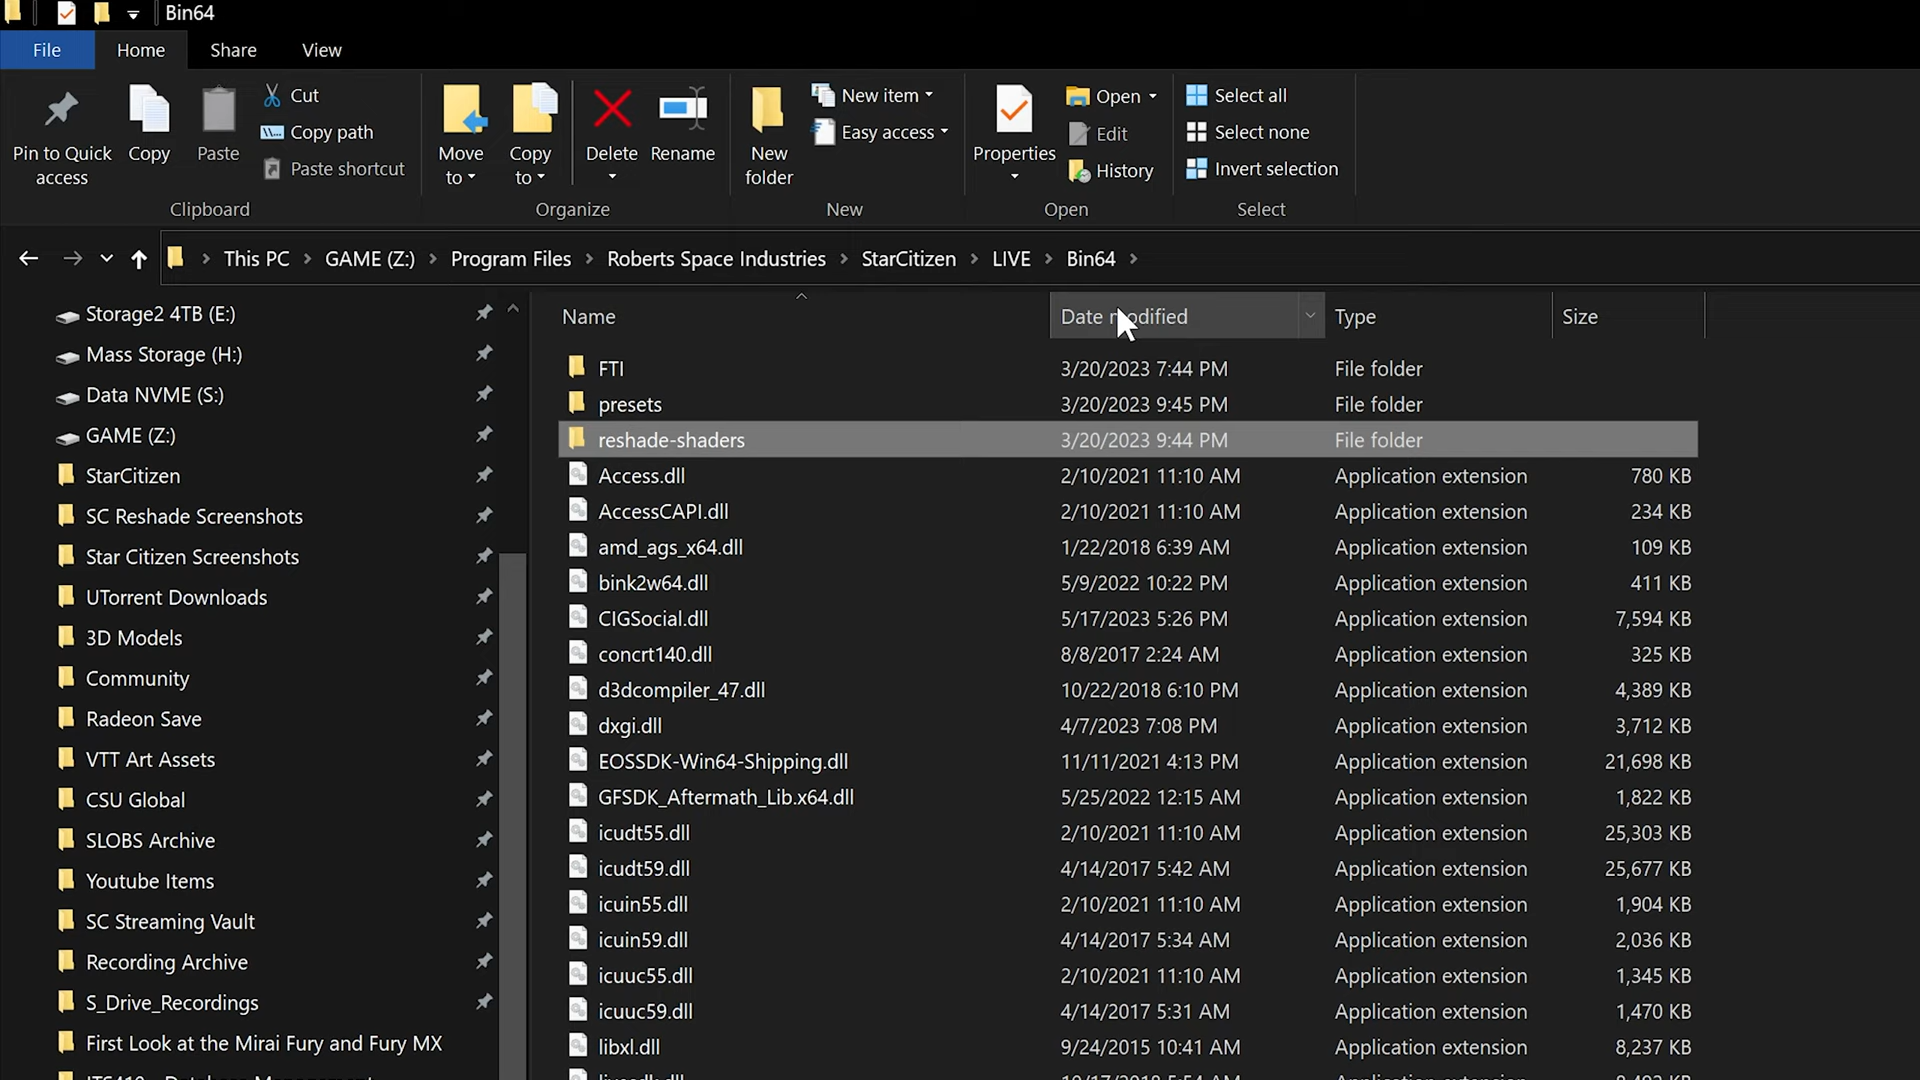 Bin64
File Home Share View
Pin to Quick access
Copy
Paste
Cut
Copy path
Paste shortcut
Clipboard
Move to
Copy to
Delete
Rename
Organize
New folder
New item
Easy access
New
Properties
Open
Edit
History
Open
Select all
Select none
Invert selection
Select
This PC > GAME (Z:) > Program Files > Roberts Space Industries > StarCitizen > LIVE > Bin64 >
Storage2 4TB (E:)
Mass Storage (H:)
Data NVME (S:)
GAME (Z:)
StarCitizen
SC Reshade Screenshots
Star Citizen Screenshots
UTorrent Downloads
3D Models
Community
Radeon Save
VTT Art Assets
CSU Global
SLOBS Archive
Youtube Items
SC Streaming Vault
Recording Archive
S_Drive_Recordings
First Look at the Mirai Fury and Fury MX
Name Date modified Type Size
FTI 3/20/2023 7:44 PM File folder
presets 3/20/2023 9:45 PM File folder
reshade-shaders 3/20/2023 9:44 PM File folder
Access.dll 2/10/2021 11:10 AM Application extension 780 KB
AccessCAPI.dll 2/10/2021 11:10 AM Application extension 234 KB
amd_ags_x64.dll 1/22/2018 6:39 AM Application extension 109 KB
bink2w64.dll 5/9/2022 10:22 PM Application extension 411 KB
CIGSocial.dll 5/17/2023 5:26 PM Application extension 7,594 KB
concrt140.dll 8/8/2017 2:24 AM Application extension 325 KB
d3dcompiler_47.dll 10/22/2018 6:10 PM Application extension 4,389 KB
dxgi.dll 4/7/2023 7:08 PM Application extension 3,712 KB
EOSSDK-Win64-Shipping.dll 11/11/2021 4:13 PM Application extension 21,698 KB
GFSDK_Aftermath_Lib.x64.dll 5/25/2022 12:15 AM Application extension 1,822 KB
icudt55.dll 2/10/2021 11:10 AM Application extension 25,303 KB
icudt59.dll 4/14/2017 5:42 AM Application extension 25,677 KB
icuin55.dll 2/10/2021 11:10 AM Application extension 1,904 KB
icuin59.dll 4/14/2017 5:34 AM Application extension 2,036 KB
icuuc55.dll 2/10/2021 11:10 AM Application extension 1,345 KB
icuuc59.dll 4/14/2017 5:31 AM Application extension 1,470 KB
libxl.dll 9/24/2015 10:41 AM Application extension 8,237 KB